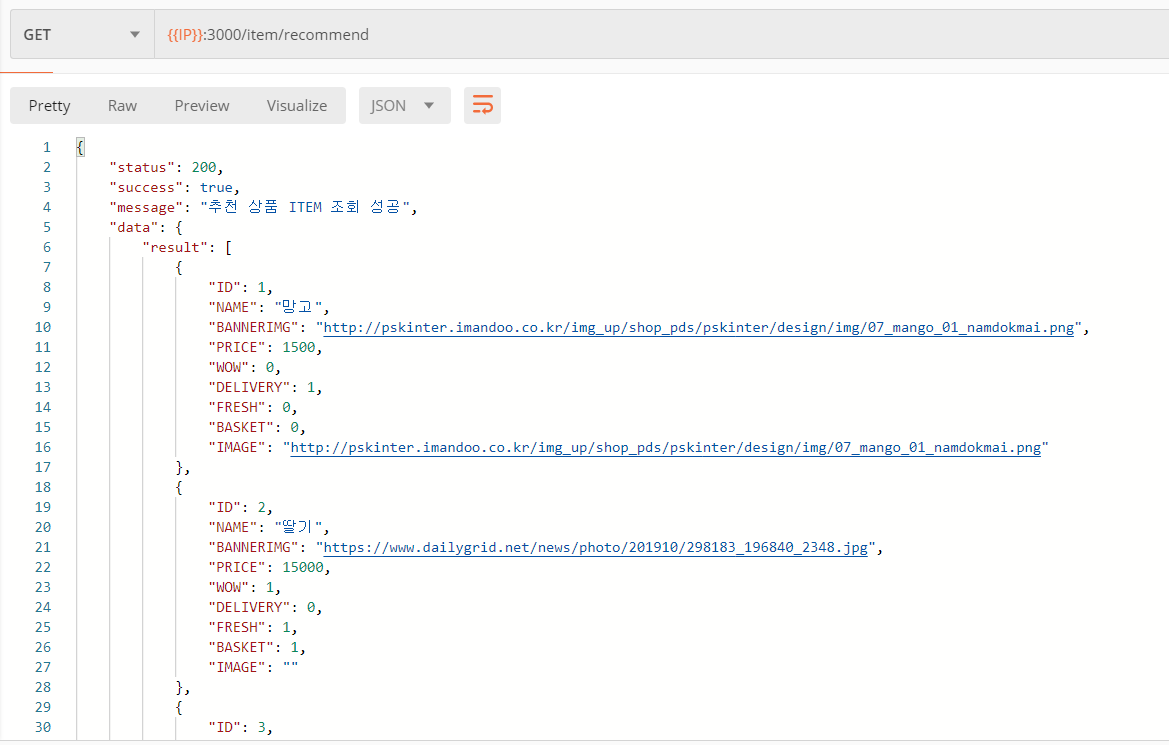 GET {{IP}}:3000/item/recommend
Pretty Raw Preview Visualize JSON
1 {
2 "status": 200,
3 "success": true,
4 "message": "추천 상품 ITEM 조회 성공",
5 "data": {
6 "result": [
7 {
8 "ID": 1,
9 "NAME": "망고",
10 "BANNERIMG": "http://pskinter.imandoo.co.kr/img_up/shop_pds/pskinter/design/img/07_mango_01_namdokmai.png",
11 "PRICE": 1500,
12 "WOW": 0,
13 "DELIVERY": 1,
14 "FRESH": 0,
15 "BASKET": 0,
16 "IMAGE": "http://pskinter.imandoo.co.kr/img_up/shop_pds/pskinter/design/img/07_mango_01_namdokmai.png"
17 },
18 {
19 "ID": 2,
20 "NAME": "딸기",
21 "BANNERIMG": "https://www.dailygrid.net/news/photo/201910/298183_196840_2348.jpg",
22 "PRICE": 15000,
23 "WOW": 1,
24 "DELIVERY": 0,
25 "FRESH": 1,
26 "BASKET": 1,
27 "IMAGE": ""
28 },
29 {
30 "ID": 3,